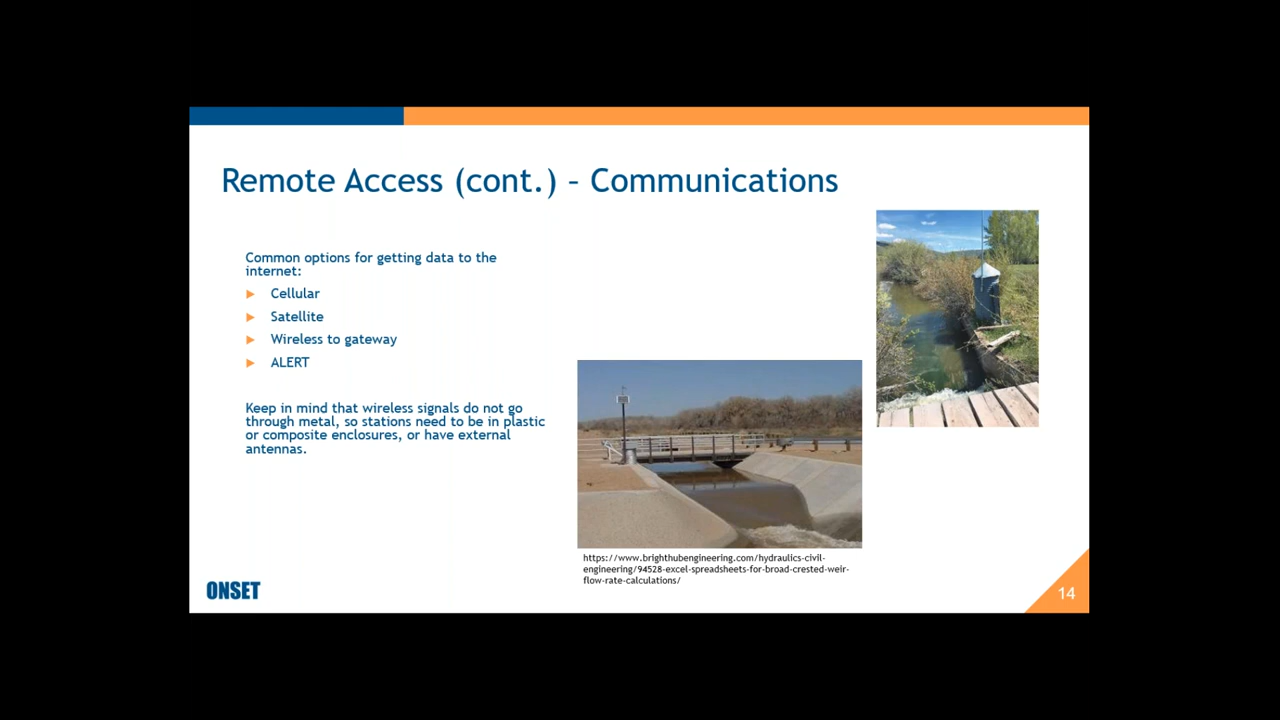 Remote Access (cont.) – Communications
Common options for getting data to the
internet:
Cellular
Satellite
Wireless to gateway
ALERT
Keep in mind that wireless signals do not go
through metal, so stations need to be in plastic
or composite enclosures, or have external
antennas.
https://www.brighthubengineering.com/hydraulics-civil-
engineering/94528-excel-spreadsheets-for-broad-crested-weir-
flow-rate-calculations/
ONSET
14